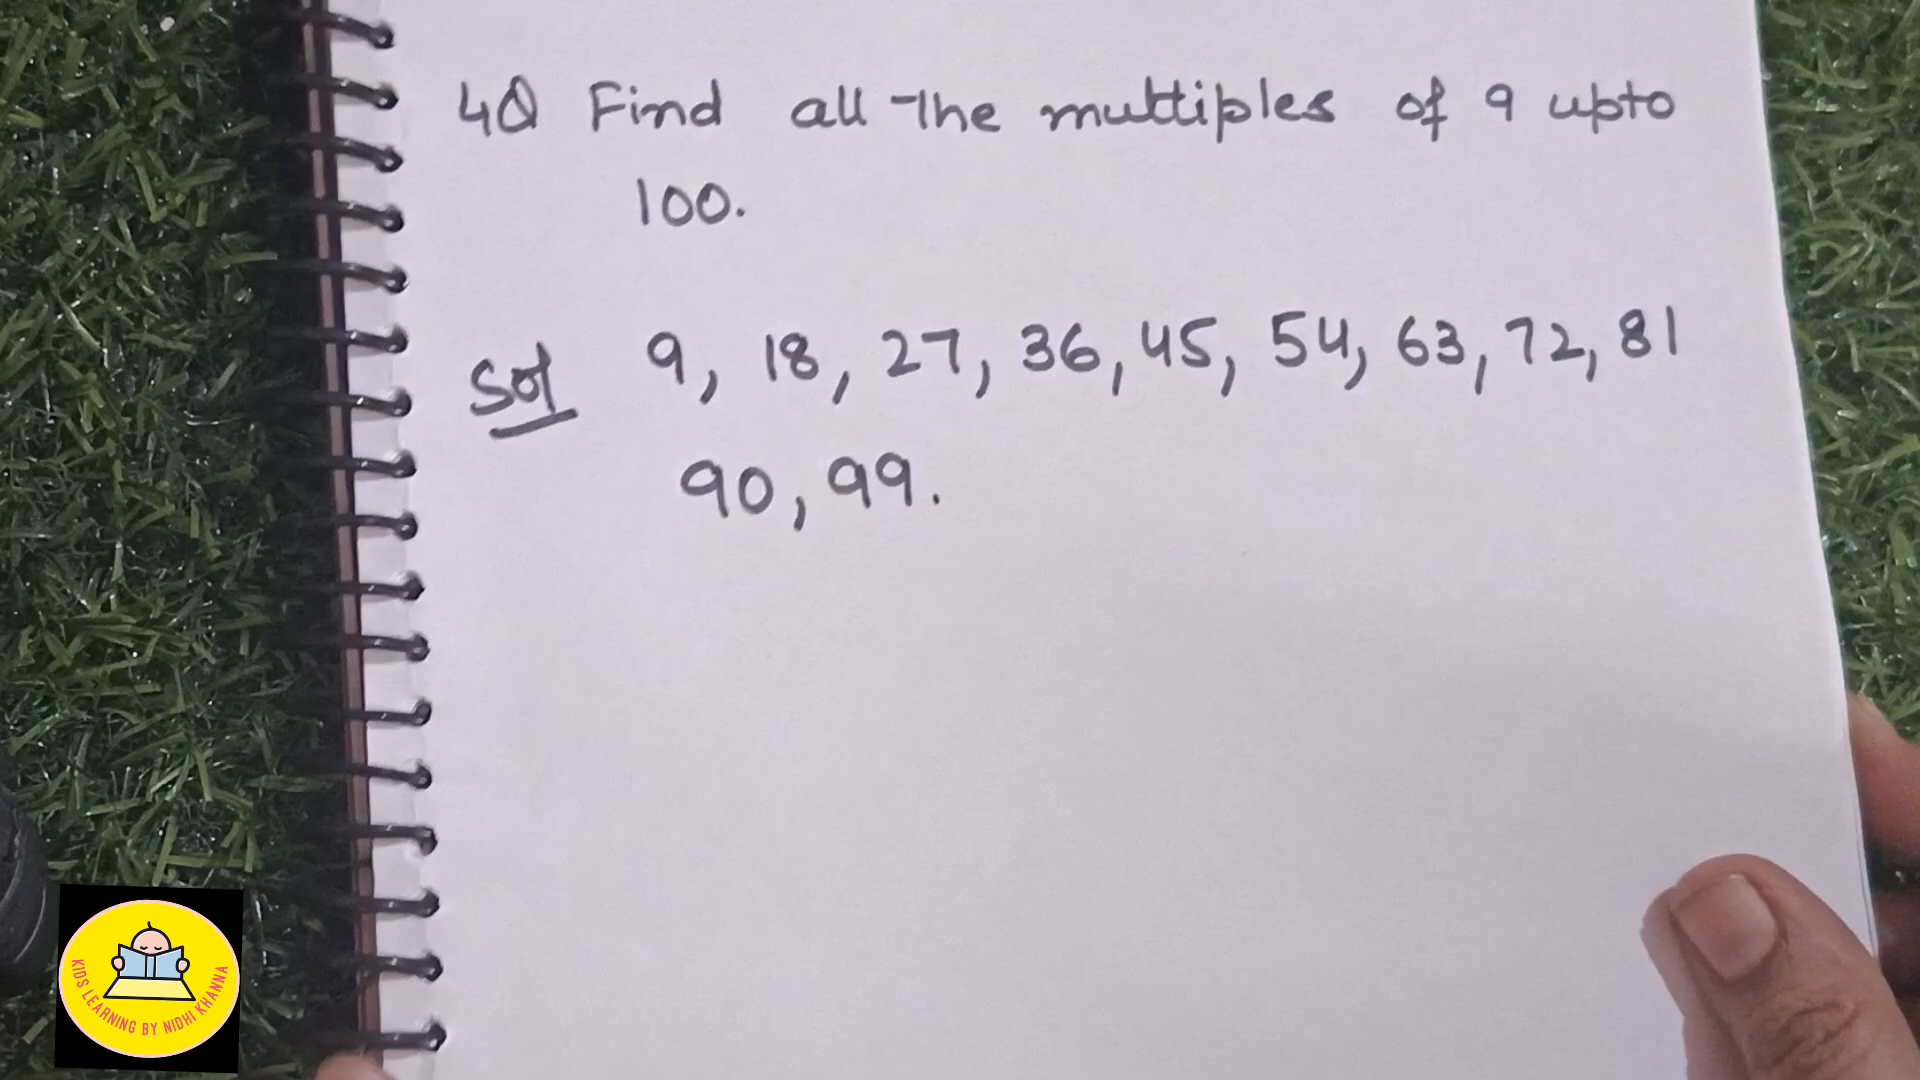 4Q Find all the multiples of 9 upto
100.
Sol 9, 18, 27, 36, 45, 54, 63, 72, 81
90, 99.
KIDS LEARNING BY NIDHI KHANNA